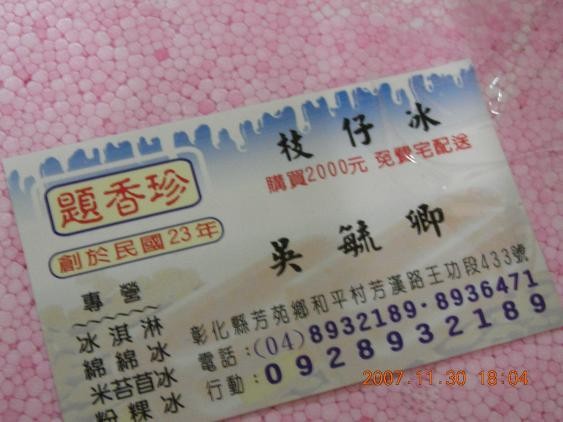 枝仔冰
購買2000元 免費宅配送
題香珍
創於民國23年
吳毓卿
專營
冰淇淋
綿綿冰
米苔苜冰
粉粿冰
彰化縣芳苑鄉和平村芳漢路王功段433號
電話：(04)8932189·8936471
行動：0928932189
2007.11.30 18:04